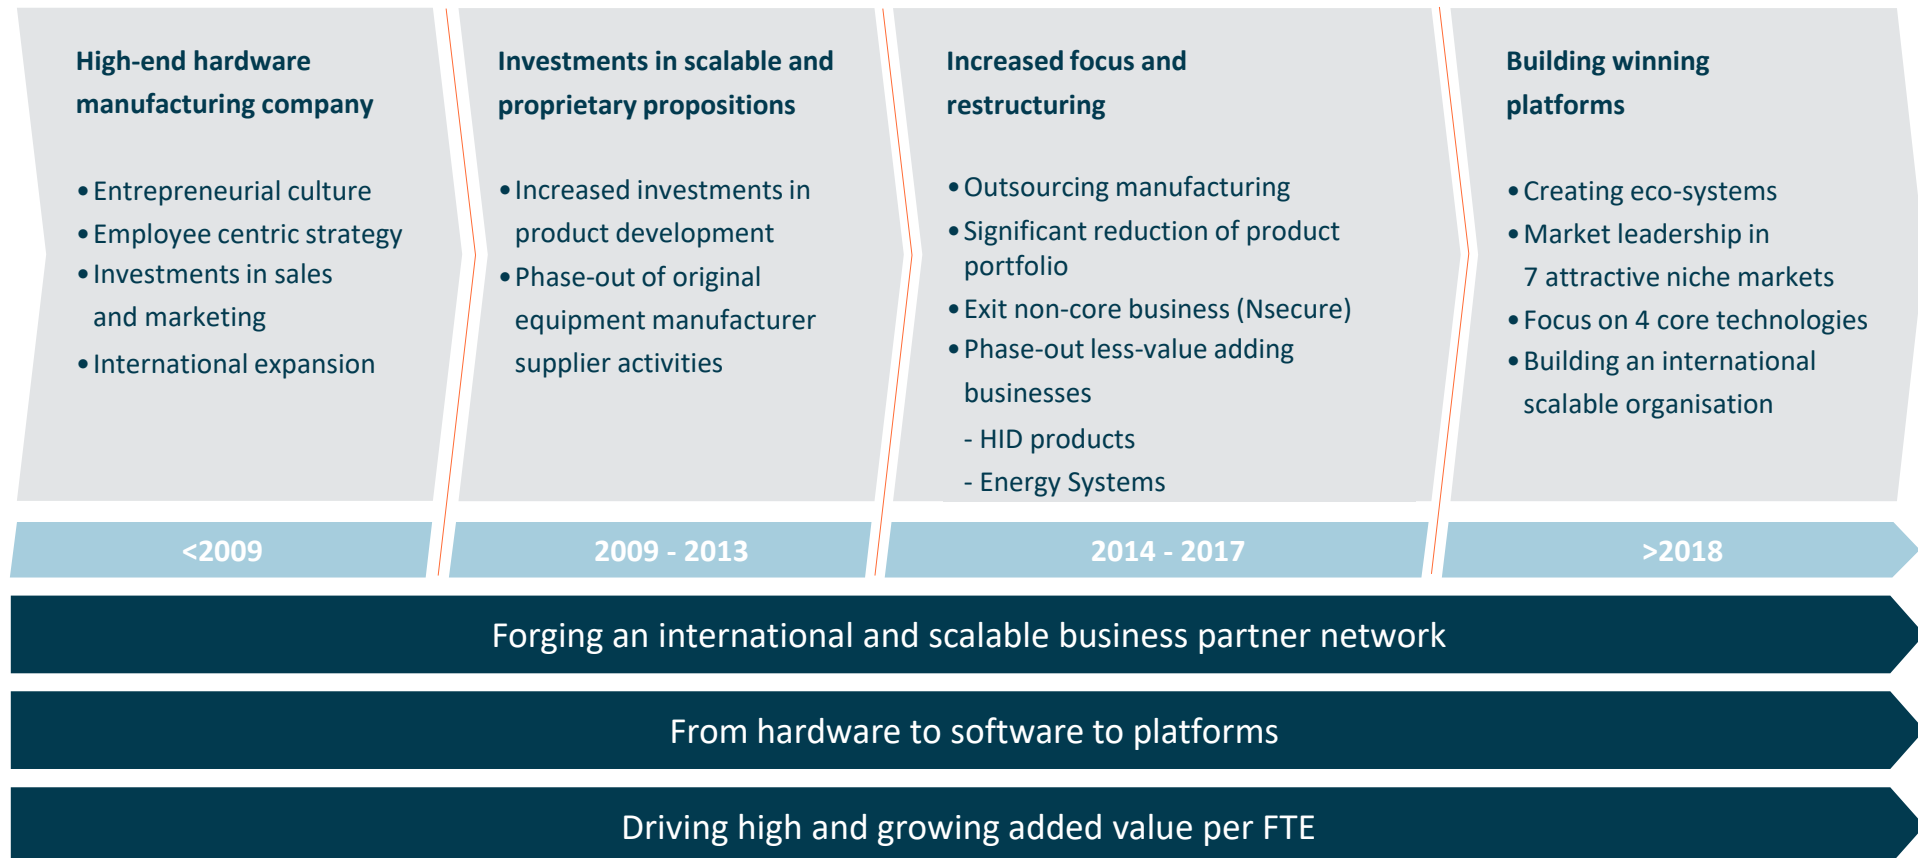 High-end hardware
manufacturing company
• Entrepreneurial culture
• Employee centric strategy
• Investments in sales
and marketing
• International expansion
Investments in scalable and
proprietary propositions
• Increased investments in
product development
• Phase-out of original
equipment manufacturer
supplier activities
Increased focus and
restructuring
• Outsourcing manufacturing
• Significant reduction of product
portfolio
• Exit non-core business (Nsecure)
• Phase-out less-value adding
businesses
- HID products
- Energy Systems
Building winning
platforms
• Creating eco-systems
• Market leadership in
7 attractive niche markets
• Focus on 4 core technologies
• Building an international
scalable organisation
<2009
2009 - 2013
2014 - 2017
>2018
Forging an international and scalable business partner network
From hardware to software to platforms
Driving high and growing added value per FTE